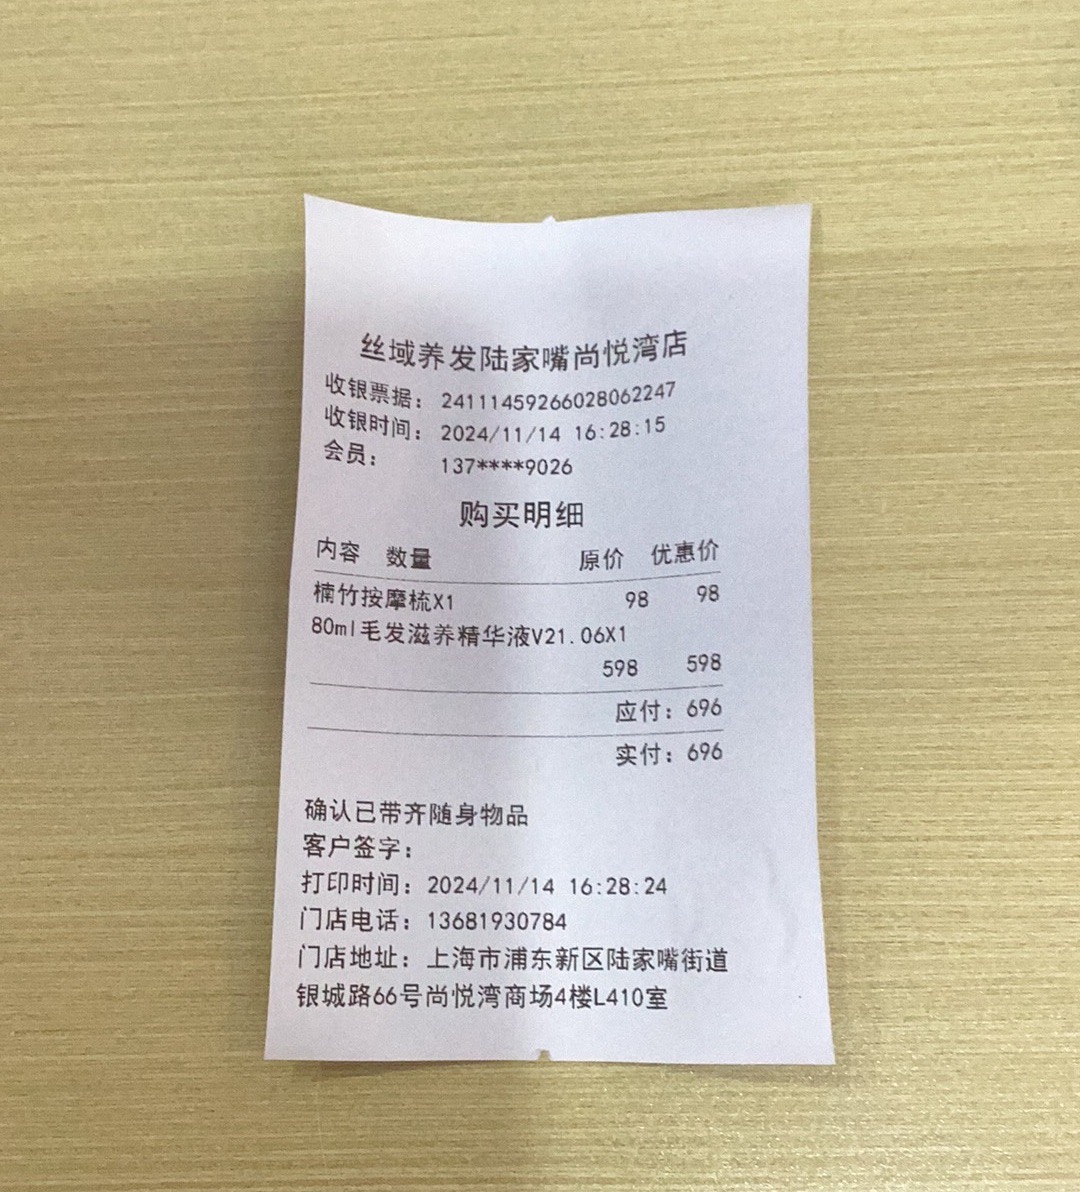 丝域养发陆家嘴尚悦湾店
收银票据：24111459266028062247
收银时间：2024/11/14 16:28:15
会员：137****9026
购买明细
内容 数量 原价 优惠价
楠竹按摩梳X1 98 98
80ml毛发滋养精华液V21.06X1
598 598
应付：696
实付：696
确认已带齐随身物品
客户签字：
打印时间：2024/11/14 16:28:24
门店电话：13681930784
门店地址：上海市浦东新区陆家嘴街道
银城路66号尚悦湾商场4楼L410室